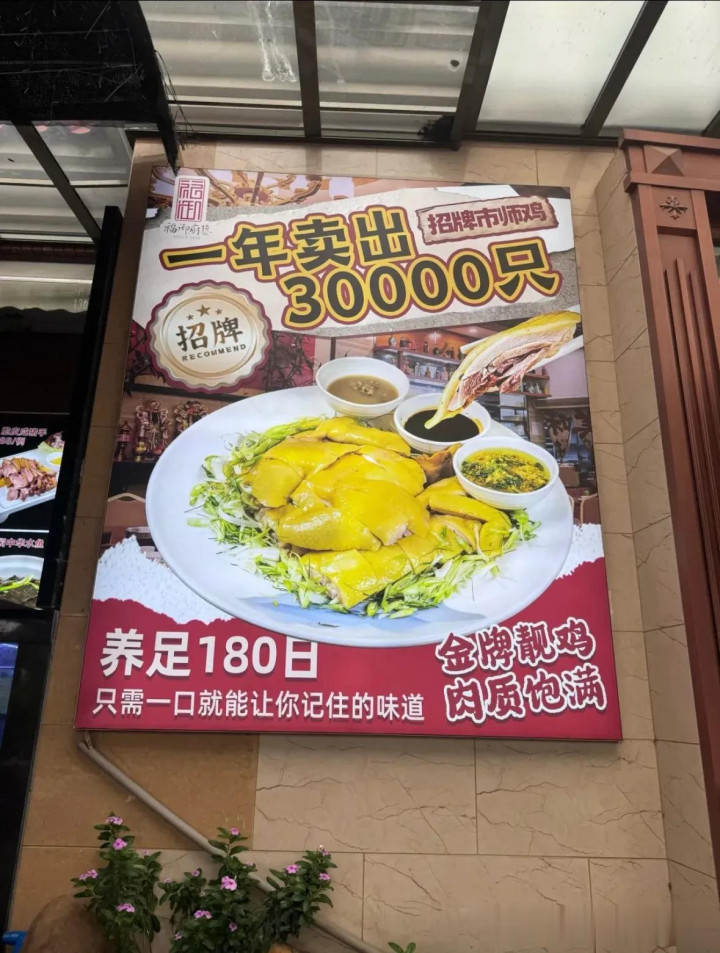 招牌市师鸡
一年卖出
30000只
招牌
RECOMMEND
养足180日
只需一口就能让你记住的味道
金牌靓鸡
肉质饱满